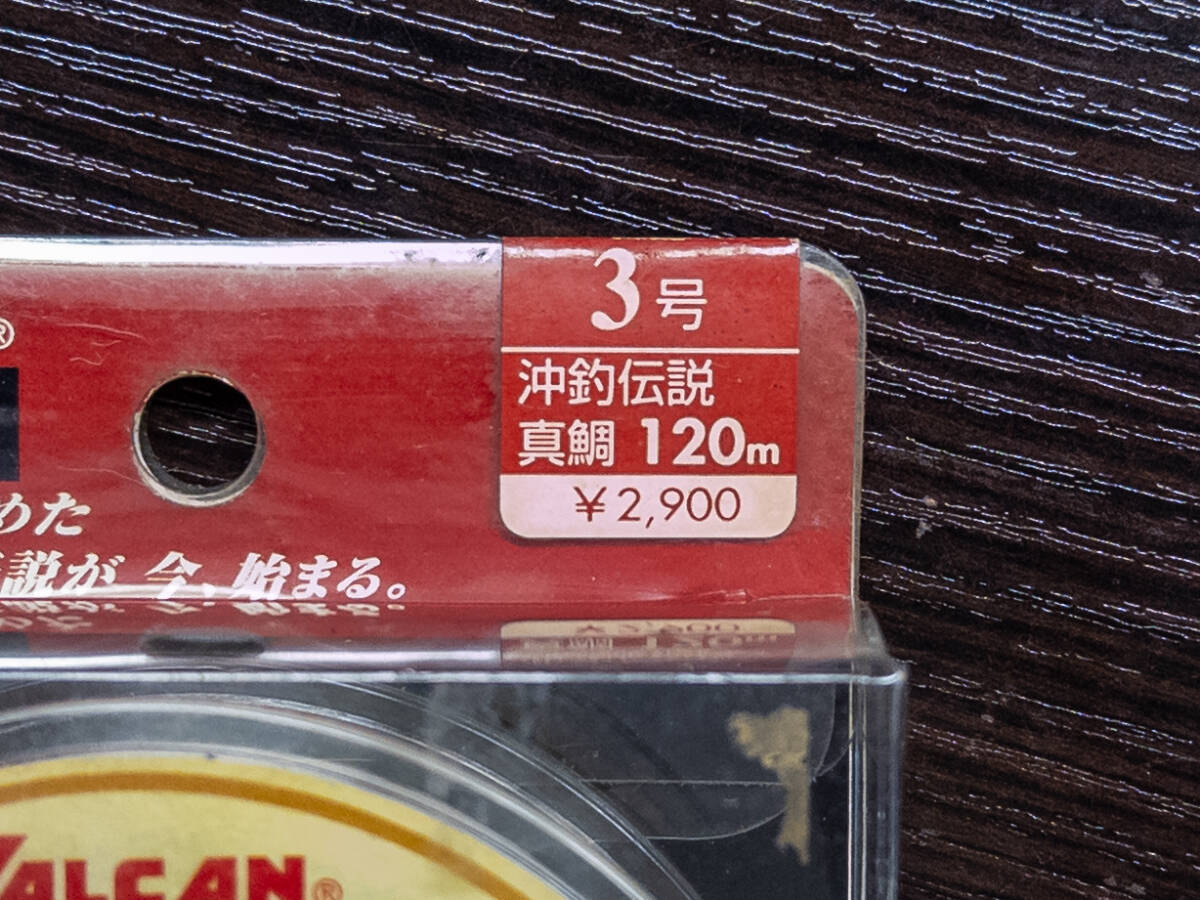 3号
沖釣伝説
真鯛 120m
¥2,900
®
めた
説が 今、始まる。
VALCAN®